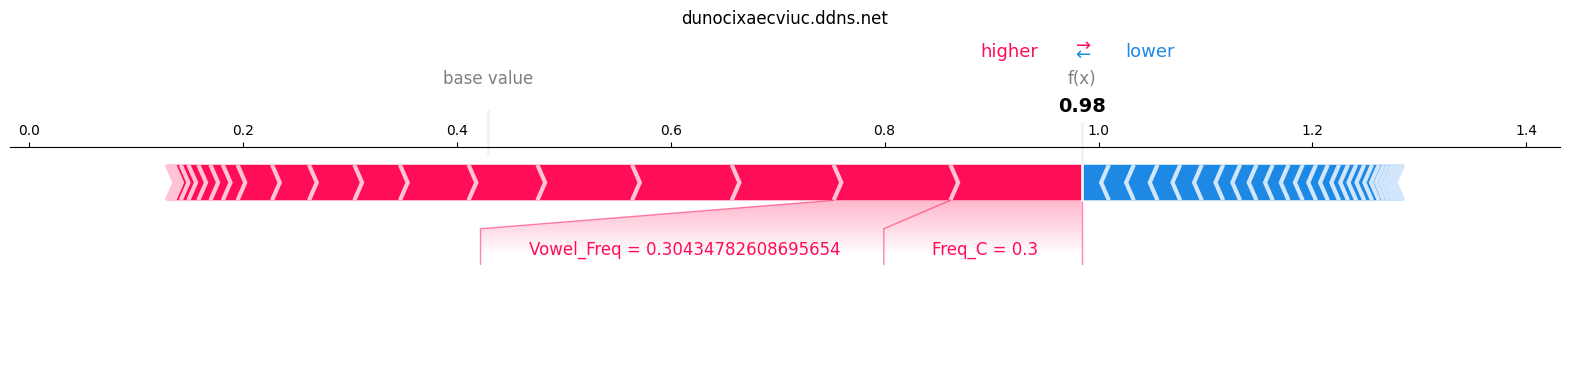 dunocixaecviuc.ddns.net
higher ⇄ lower
base value f(x)
0.98
0.0 0.2 0.4 0.6 0.8 1.0 1.2 1.4
Vowel_Freq = 0.30434782608695654 Freq_C = 0.3